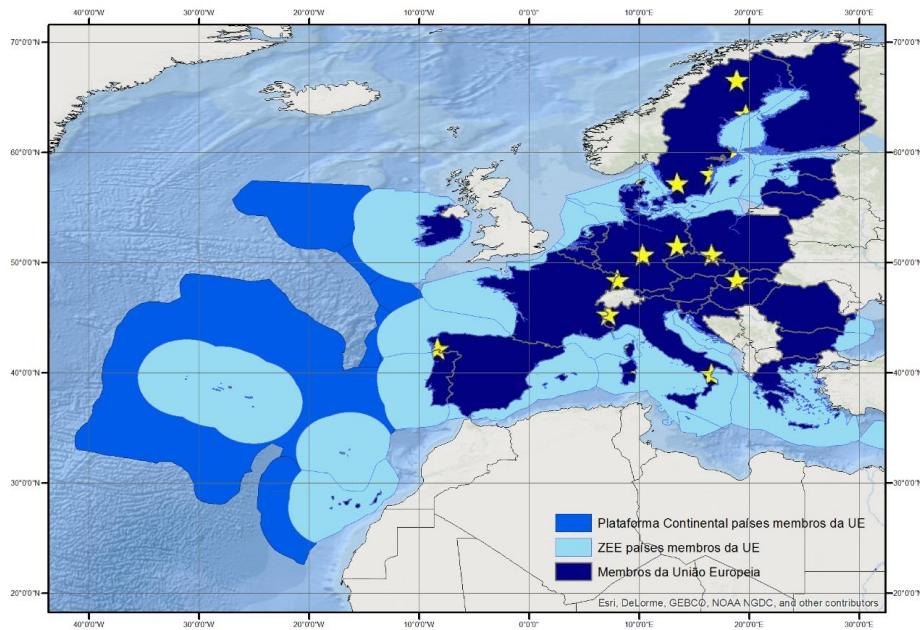 40°0'0"W 30°0'0"W 20°0'0"W 10°0'0"W 0°0'0" 10°0'0"E 20°0'0"E 30°0'0"E
70°0'0"N 70°0'0"N
60°0'0"N 60°0'0"N
50°0'0"N 50°0'0"N
40°0'0"N 40°0'0"N
30°0'0"N 30°0'0"N
Plataforma Continental países membros da UE
ZEE países membros da UE
Membros da União Europeia
20°0'0"N 20°0'0"N
Esri, DeLorme, GEBCO, NOAA NGDC, and other contributors
40°0'0"W 30°0'0"W 20°0'0"W 10°0'0"W 0°0'0" 10°0'0"E 20°0'0"E 30°0'0"E